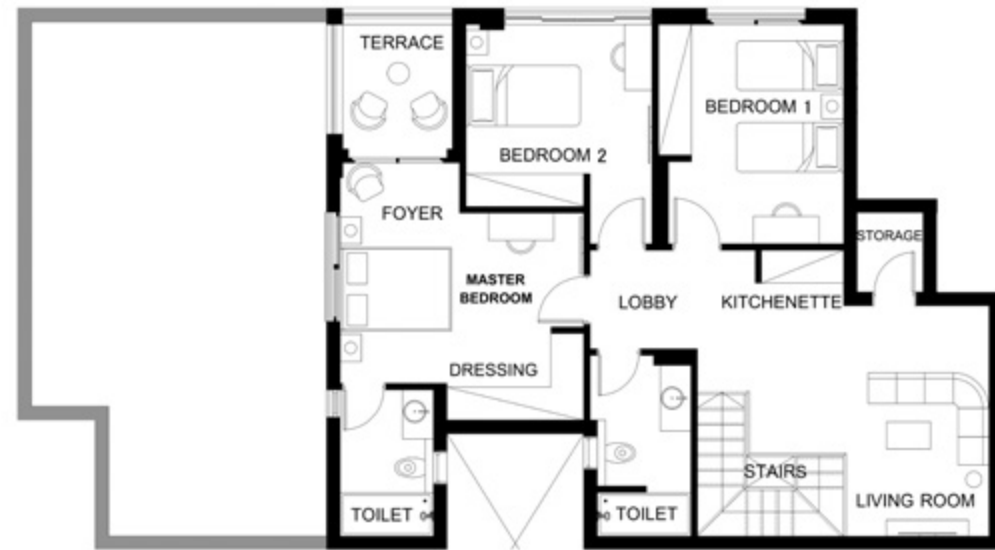 TERRACE
BEDROOM 2
BEDROOM 1
FOYER
STORAGE
MASTER
BEDROOM
LOBBY
KITCHENETTE
DRESSING
STAIRS
LIVING ROOM
TOILET
TOILET